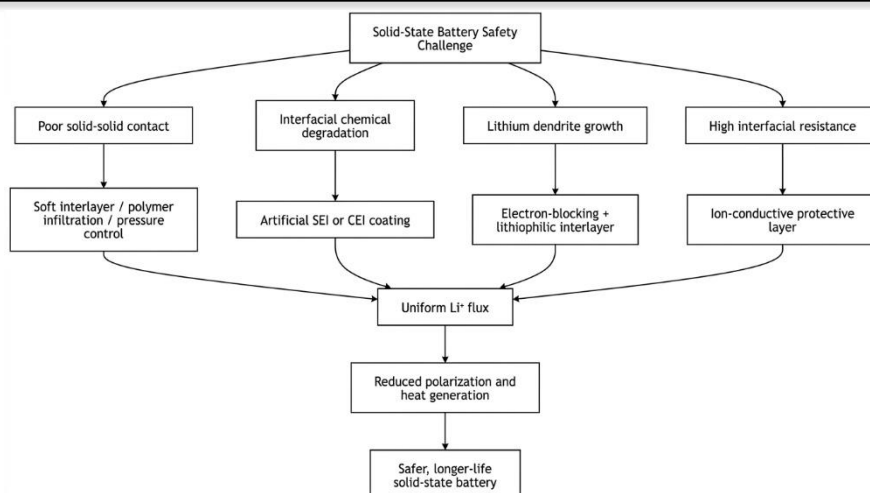 Solid-State Battery Safety
Challenge
Poor solid-solid contact
Interfacial chemical
degradation
Lithium dendrite growth
High interfacial resistance
Soft interlayer / polymer
infiltration / pressure
control
Artificial SEI or CEI coating
Electron-blocking +
lithiophilic interlayer
Ion-conductive protective
layer
Uniform Li⁺ flux
Reduced polarization and
heat generation
Safer, longer-life
solid-state battery